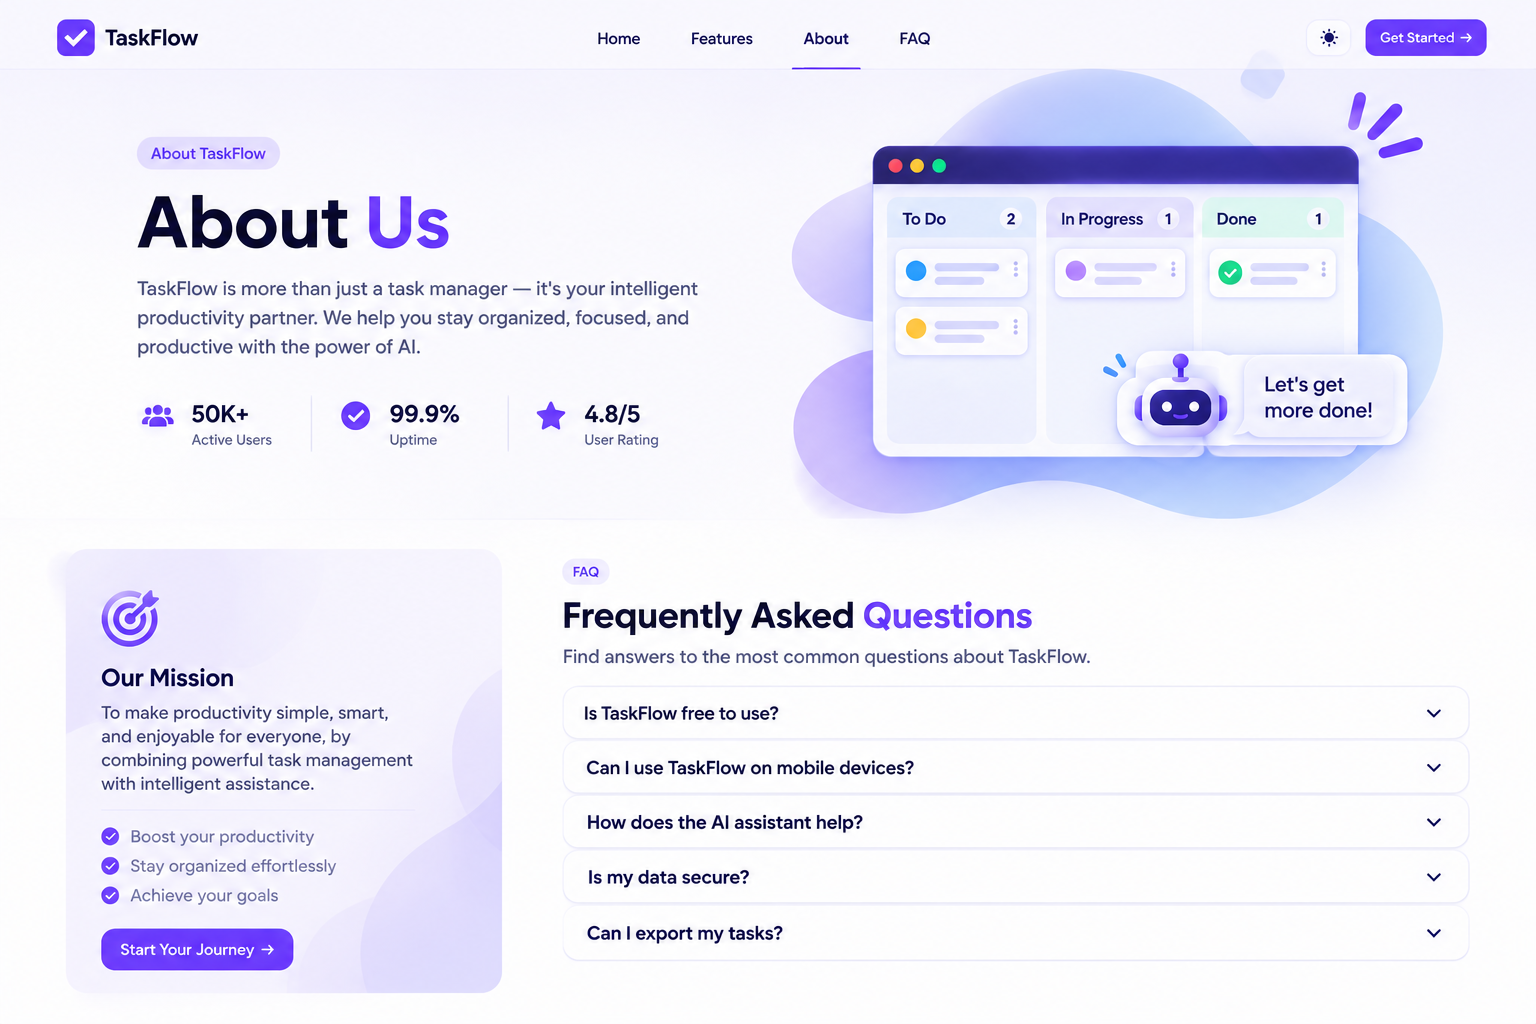 TaskFlow
Home
Features
About
FAQ
Get Started →
About TaskFlow
About Us
TaskFlow is more than just a task manager — it's your intelligent
productivity partner. We help you stay organized, focused, and
productive with the power of AI.
50K+
Active Users
99.9%
Uptime
4.8/5
User Rating
To Do
2
In Progress
1
Done
1
Let's get
more done!
Our Mission
To make productivity simple, smart,
and enjoyable for everyone, by
combining powerful task management
with intelligent assistance.
Boost your productivity
Stay organized effortlessly
Achieve your goals
Start Your Journey →
FAQ
Frequently Asked Questions
Find answers to the most common questions about TaskFlow.
Is TaskFlow free to use?
Can I use TaskFlow on mobile devices?
How does the AI assistant help?
Is my data secure?
Can I export my tasks?